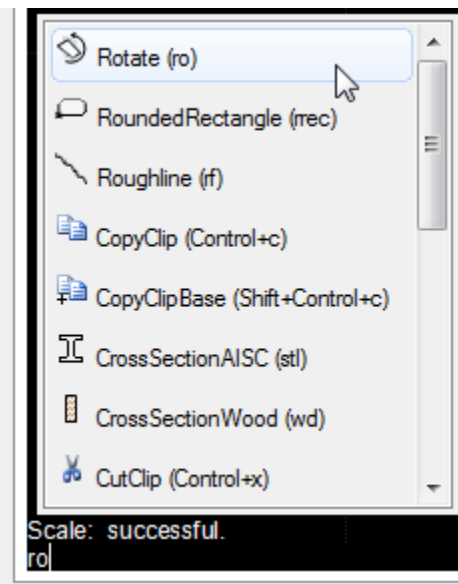 Rotate (ro)
RoundedRectangle (rrec)
Roughline (rf)
CopyClip (Control+c)
CopyClipBase (Shift+Control+c)
CrossSectionAISC (stl)
CrossSectionWood (wd)
CutClip (Control+x)
Scale: successful.
ro